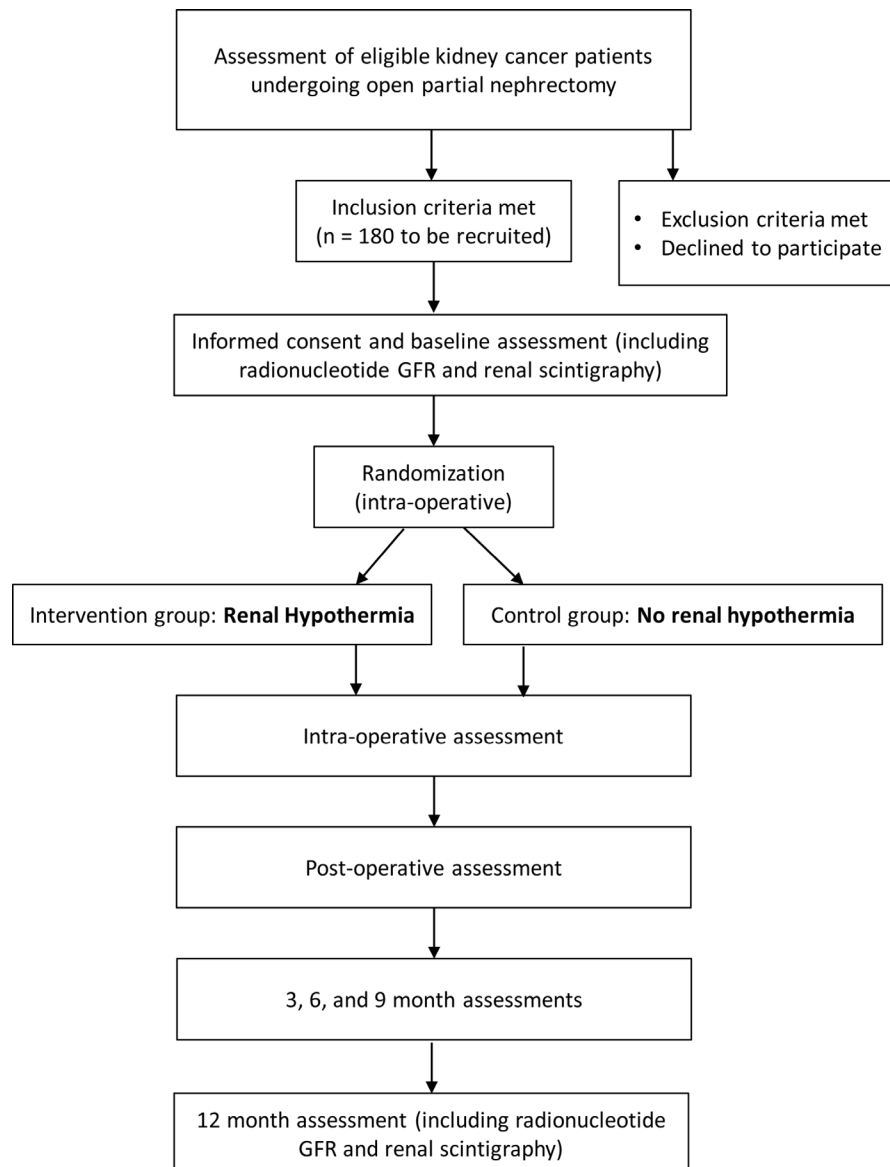 Assessment of eligible kidney cancer patients
undergoing open partial nephrectomy
Inclusion criteria met
(n = 180 to be recruited)
• Exclusion criteria met
• Declined to participate
Informed consent and baseline assessment (including
radionucleotide GFR and renal scintigraphy)
Randomization
(intra-operative)
Intervention group: Renal Hypothermia
Control group: No renal hypothermia
Intra-operative assessment
Post-operative assessment
3, 6, and 9 month assessments
12 month assessment (including radionucleotide
GFR and renal scintigraphy)